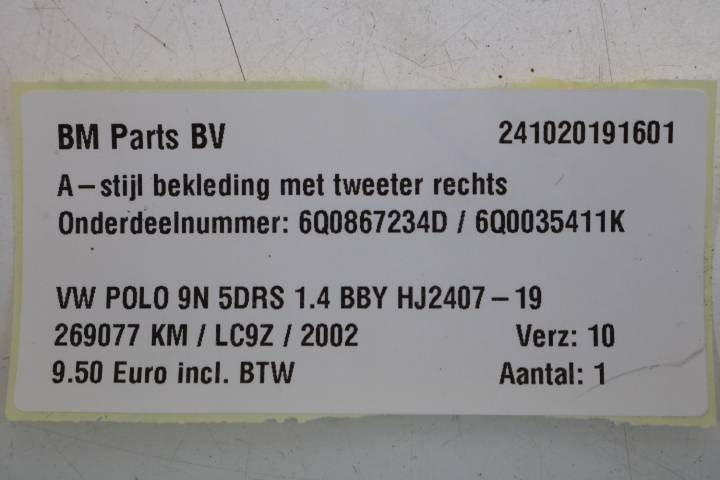 BM Parts BV 241020191601
A-stijl bekleding met tweeter rechts
Onderdeelnummer: 6Q0867234D / 6Q0035411K
VW POLO 9N 5DRS 1.4 BBY HJ2407-19
269077 KM / LC9Z / 2002 Verz: 10
9.50 Euro incl. BTW Aantal: 1